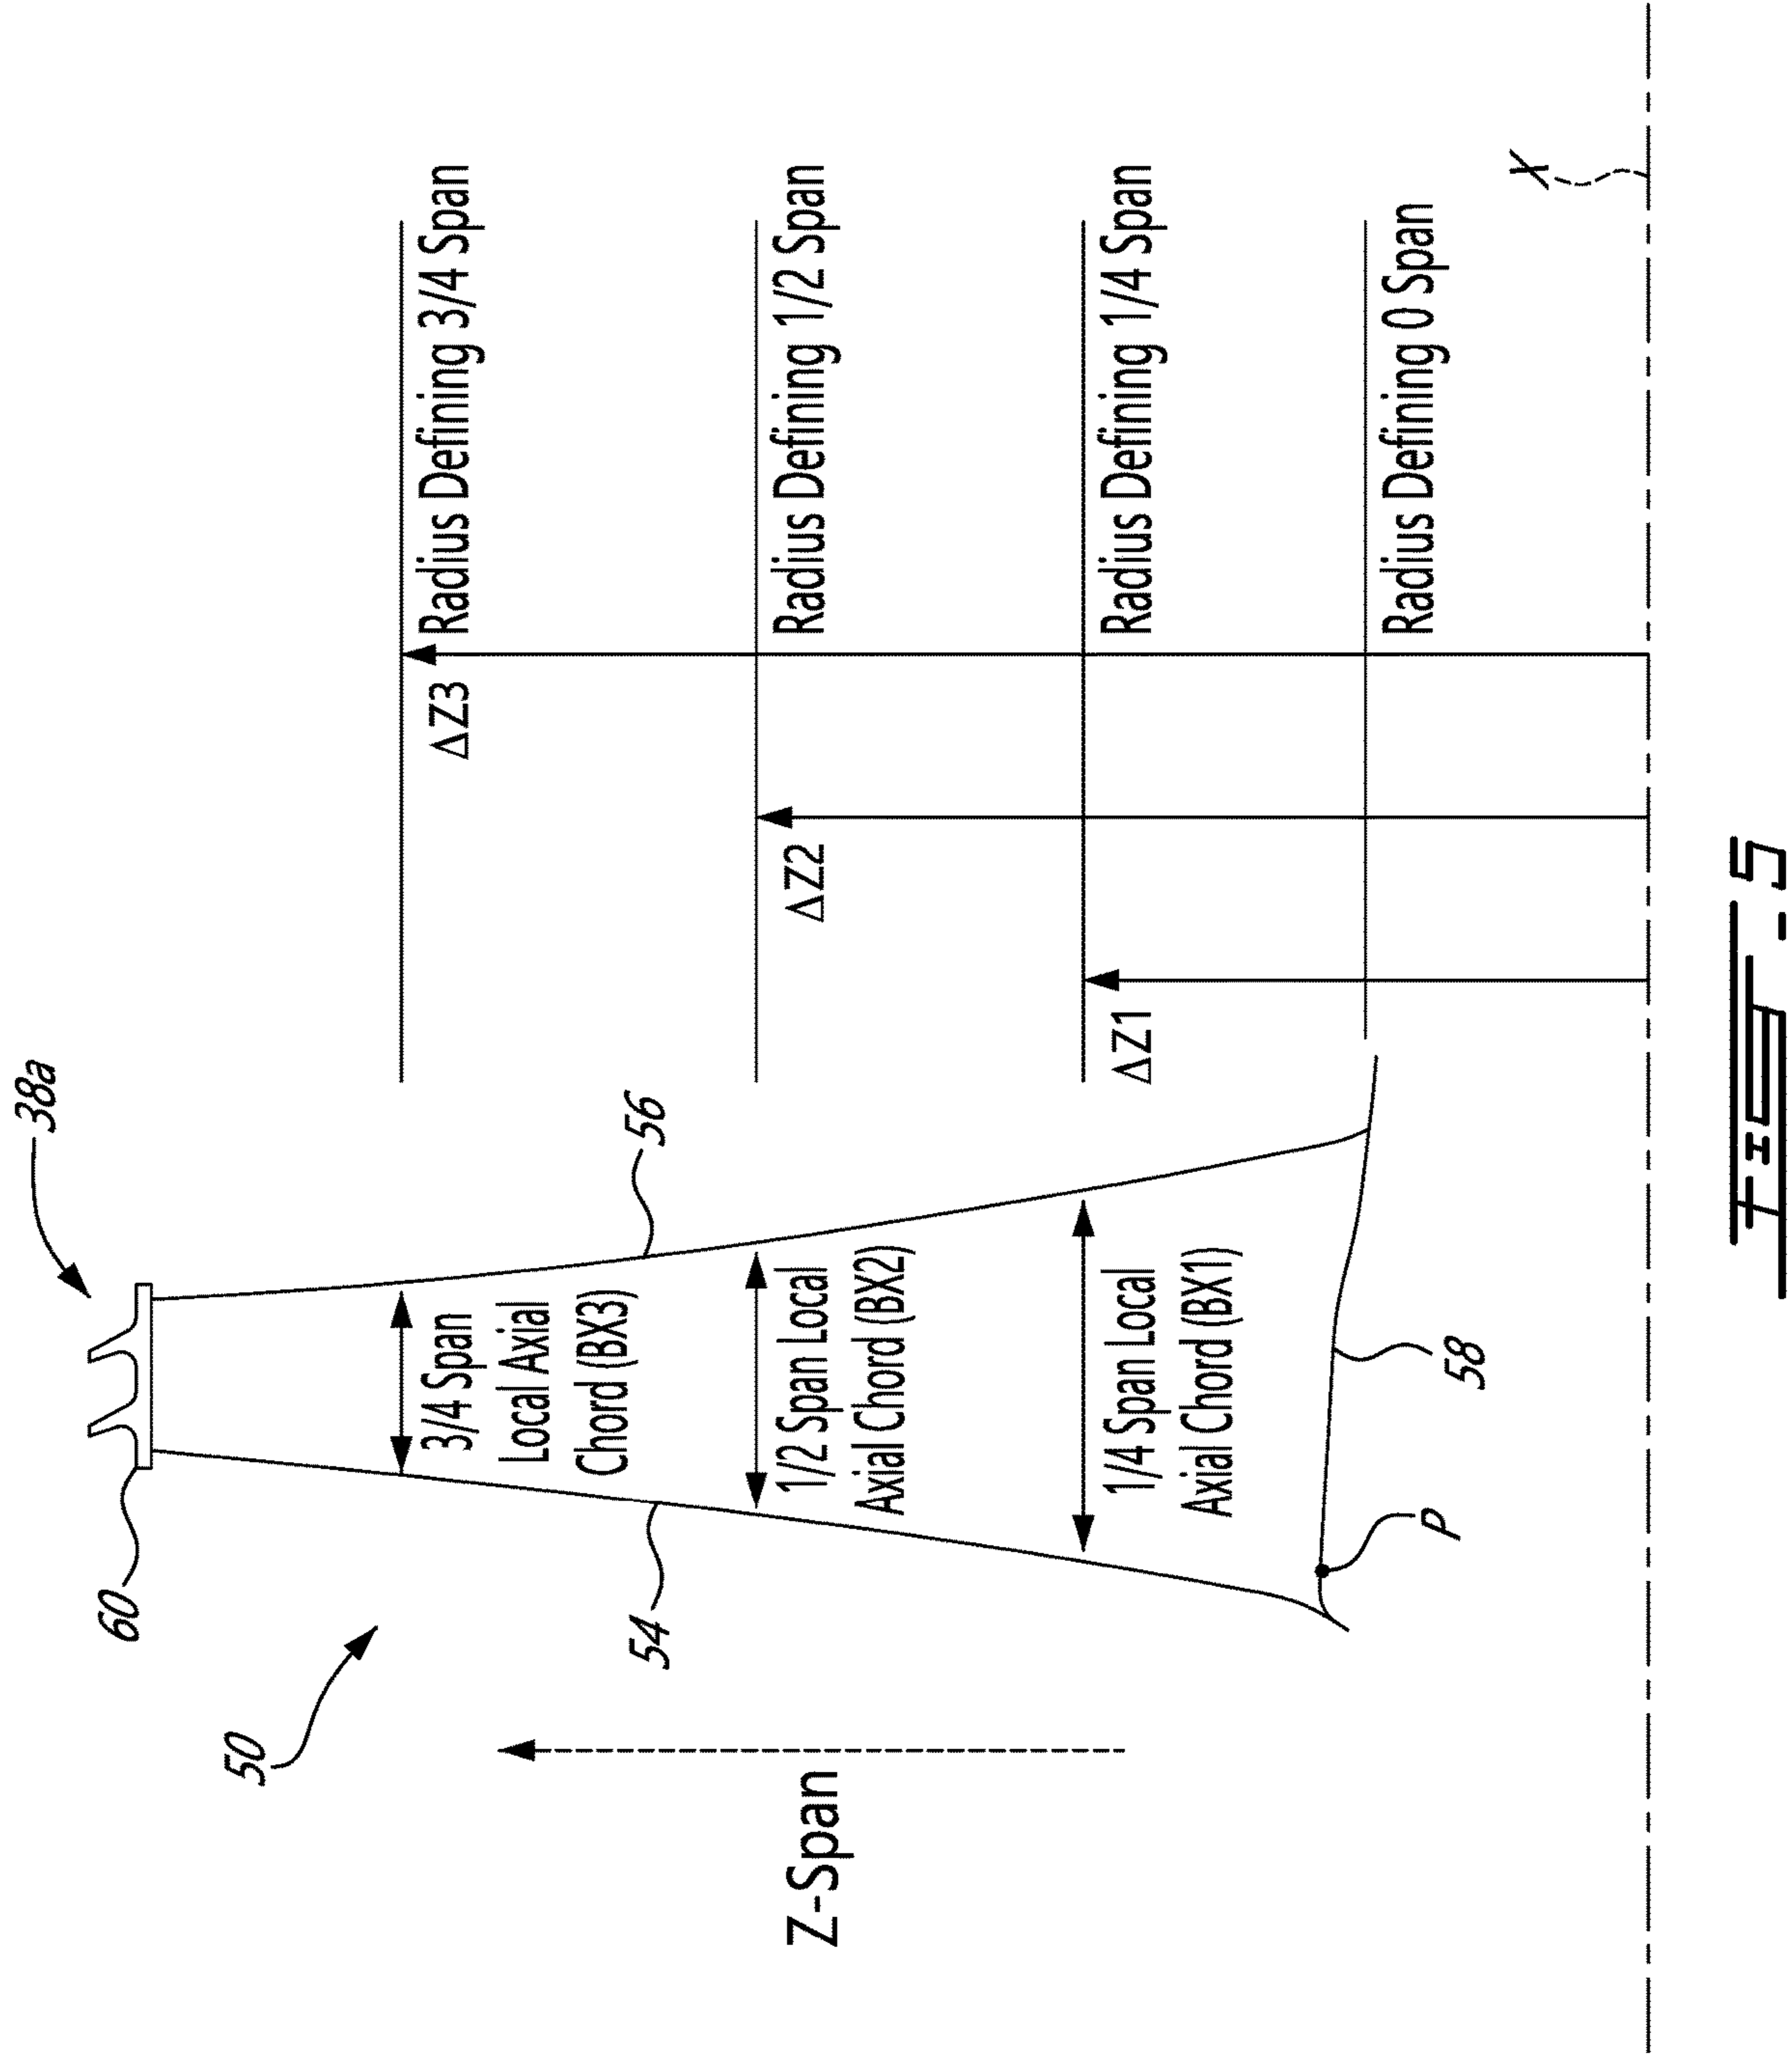 38a
60
50
3/4 Span
Local Axial
Chord (BX3)
ΔZ3
Radius Defining 3/4 Span
54
56
Z-Span
1/2 Span Local
Axial Chord (BX2)
ΔZ2
Radius Defining 1/2 Span
1/4 Span Local
Axial Chord (BX1)
ΔZ1
Radius Defining 1/4 Span
Radius Defining 0 Span
P
58
X
FIG-5